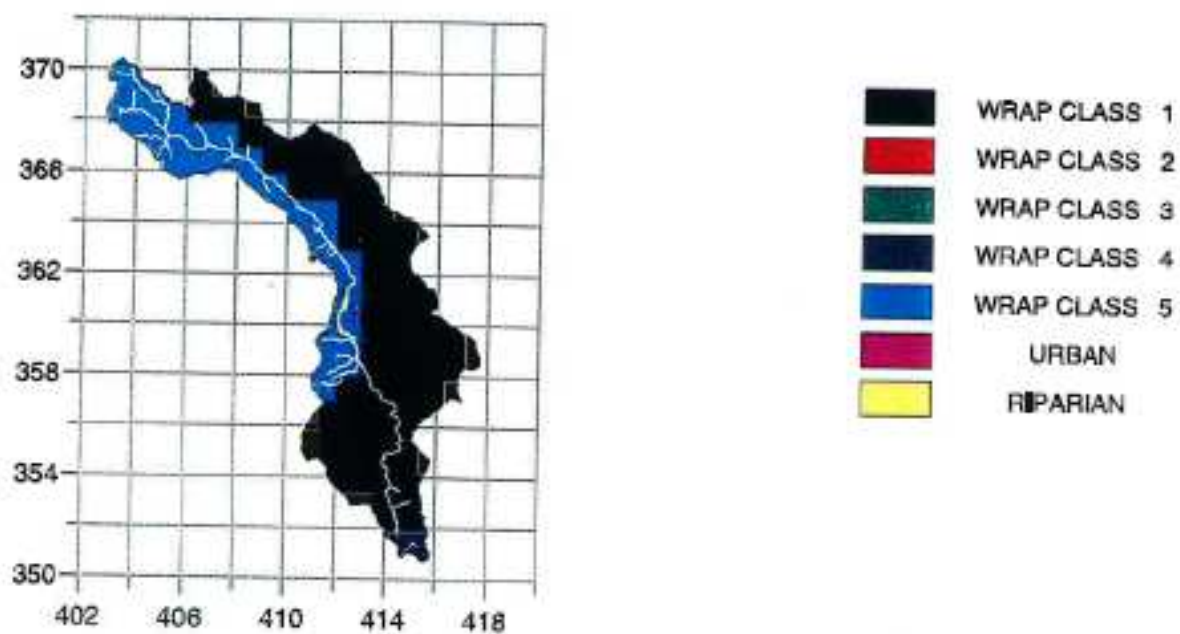 370
366
362
358
354
350
402 406 410 414 418
WRAP CLASS 1
WRAP CLASS 2
WRAP CLASS 3
WRAP CLASS 4
WRAP CLASS 5
URBAN
RIPARIAN